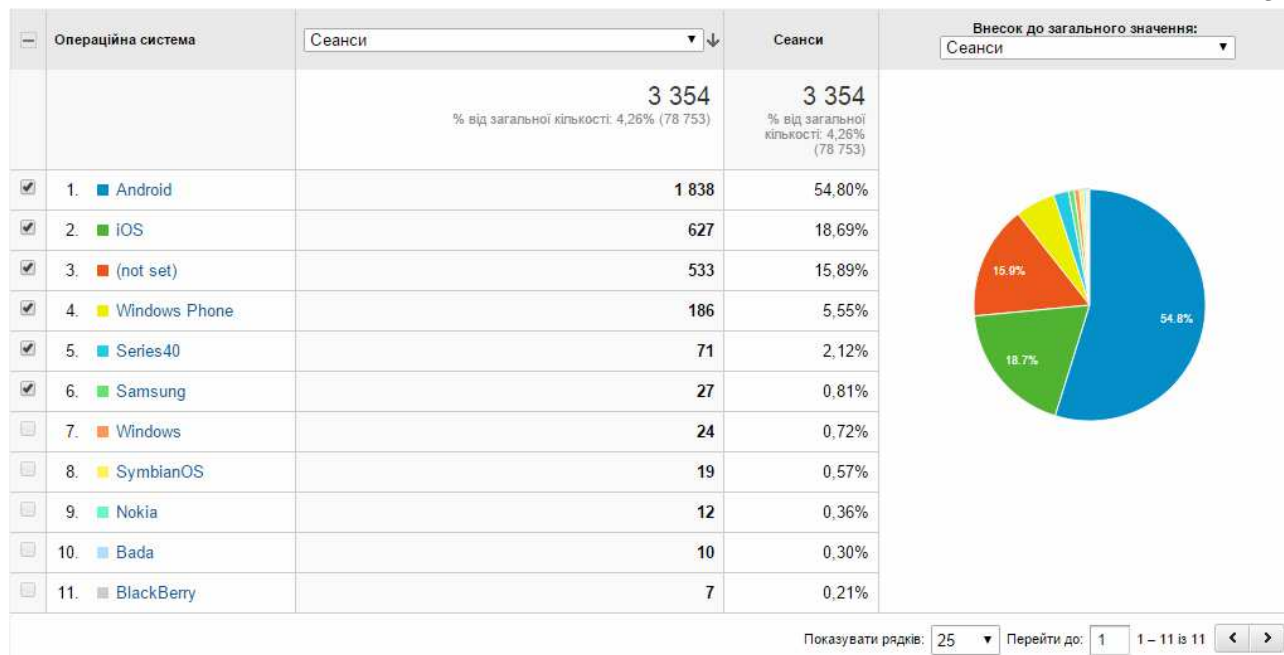 Операційна система Сеанси Сеанси Внесок до загального значення:
Сеанси
3 354 3 354
% від загальної кількості: 4,26% (78 753) % від загальної
кількості: 4,26%
(78 753)
1. Android 1 838 54,80%
2. iOS 627 18,69%
3. (not set) 533 15,89%
4. Windows Phone 186 5,55%
5. Series40 71 2,12%
6. Samsung 27 0,81%
7. Windows 24 0,72%
8. SymbianOS 19 0,57%
9. Nokia 12 0,36%
10. Bada 10 0,30%
11. BlackBerry 7 0,21%
15.9%
54.8%
18.7%
Показувати рядків: 25 Перейти до: 1 1 – 11 із 11